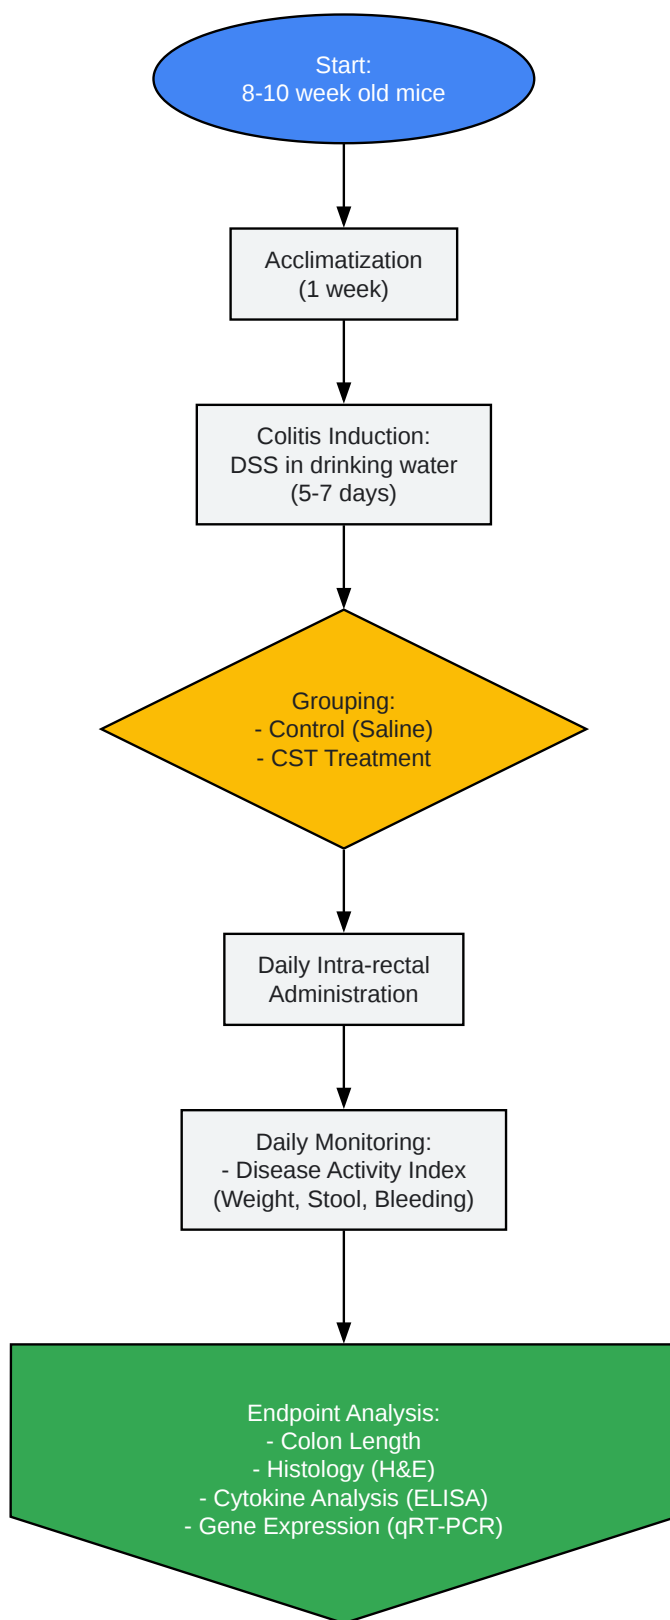 Start:
8-10 week old mice
Acclimatization
(1 week)
Colitis Induction:
DSS in drinking water
(5-7 days)
Grouping:
- Control (Saline)
- CST Treatment
Daily Intra-rectal
Administration
Daily Monitoring:
- Disease Activity Index
(Weight, Stool, Bleeding)
Endpoint Analysis:
- Colon Length
- Histology (H&E)
- Cytokine Analysis (ELISA)
- Gene Expression (qRT-PCR)